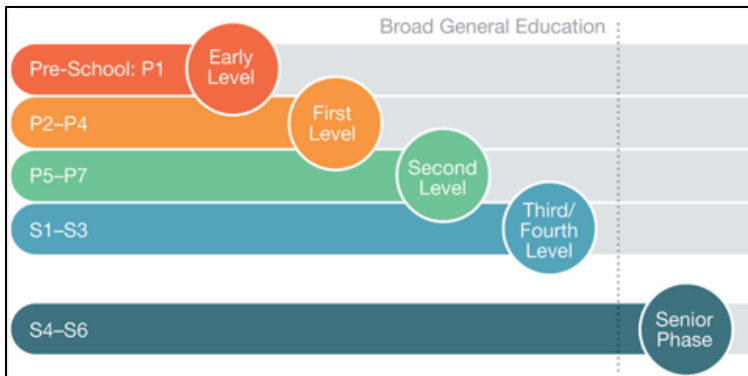 Broad General Education
Pre-School: P1
Early
Level
P2–P4
First
Level
P5–P7
Second
Level
S1–S3
Third/
Fourth
Level
S4–S6
Senior
Phase